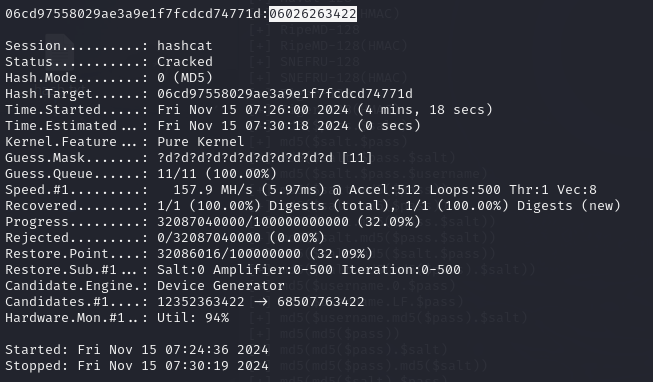 06cd97558029ae3a9e1f7fcdcd74771d:06026263422
Session..........: hashcat
Status...........: Cracked
Hash.Mode........: 0 (MD5)
Hash.Target......: 06cd97558029ae3a9e1f7fcdcd74771d
Time.Started.....: Fri Nov 15 07:26:00 2024 (4 mins, 18 secs)
Time.Estimated...: Fri Nov 15 07:30:18 2024 (0 secs)
Kernel.Feature...: Pure Kernel
Guess.Mask.......: ?d?d?d?d?d?d?d?d?d?d?d [11]
Guess.Queue......: 11/11 (100.00%)
Speed.#1.........:   157.9 MH/s (5.97ms) @ Accel:512 Loops:500 Thr:1 Vec:8
Recovered........: 1/1 (100.00%) Digests (total), 1/1 (100.00%) Digests (new)
Progress.........: 32087040000/100000000000 (32.09%)
Rejected.........: 0/32087040000 (0.00%)
Restore.Point....: 32086016/100000000 (32.09%)
Restore.Sub.#1...: Salt:0 Amplifier:0-500 Iteration:0-500
Candidate.Engine.: Device Generator
Candidates.#1....: 12352363422 -> 68507763422
Hardware.Mon.#1..: Util: 94%
Started: Fri Nov 15 07:24:36 2024
Stopped: Fri Nov 15 07:30:19 2024